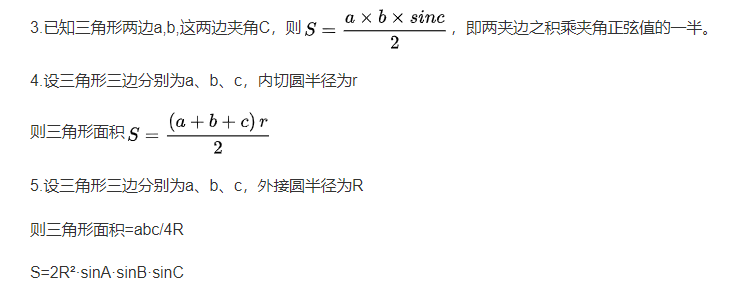 3.已知三角形两边a,b,这两边夹角C，则 S = (a × b × sinc)/2 ，即两夹边之积乘夹角正弦值的一半。
4.设三角形三边分别为a、b、c，内切圆半径为r
则三角形面积 S = ((a + b + c) r)/2
5.设三角形三边分别为a、b、c，外接圆半径为R
则三角形面积=abc/4R
S=2R²·sinA·sinB·sinC